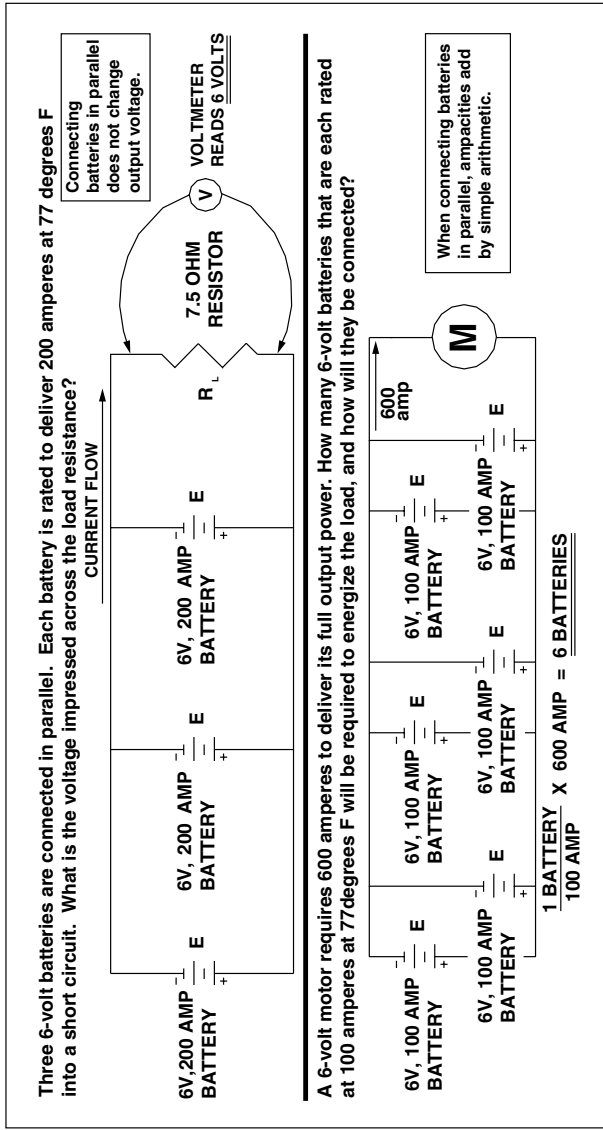 Three 6-volt batteries are connected in parallel. Each battery is rated to deliver 200 amperes at 77 degrees F
into a short circuit. What is the voltage impressed across the load resistance?
CURRENT FLOW
Connecting
batteries in parallel
does not change
output voltage.
6V,200 AMP
BATTERY
E
-
+
6V, 200 AMP
BATTERY
E
-
+
6V, 200 AMP
BATTERY
E
-
+
R L
7.5 OHM
RESISTOR
V
VOLTMETER
READS 6 VOLTS
A 6-volt motor requires 600 amperes to deliver its full output power. How many 6-volt batteries that are each rated
at 100 amperes at 77degrees F will be required to energize the load, and how will they be connected?
6V, 100 AMP
BATTERY
E
-
+
6V, 100 AMP
BATTERY
E
-
+
6V, 100 AMP
BATTERY
E
-
+
6V, 100 AMP
BATTERY
E
-
+
6V, 100 AMP
BATTERY
E
-
+
6V, 100 AMP
BATTERY
E
-
+
600
amp
M
When connecting batteries
in parallel, ampacities add
by simple arithmetic.
1 BATTERY
100 AMP
X 600 AMP = 6 BATTERIES